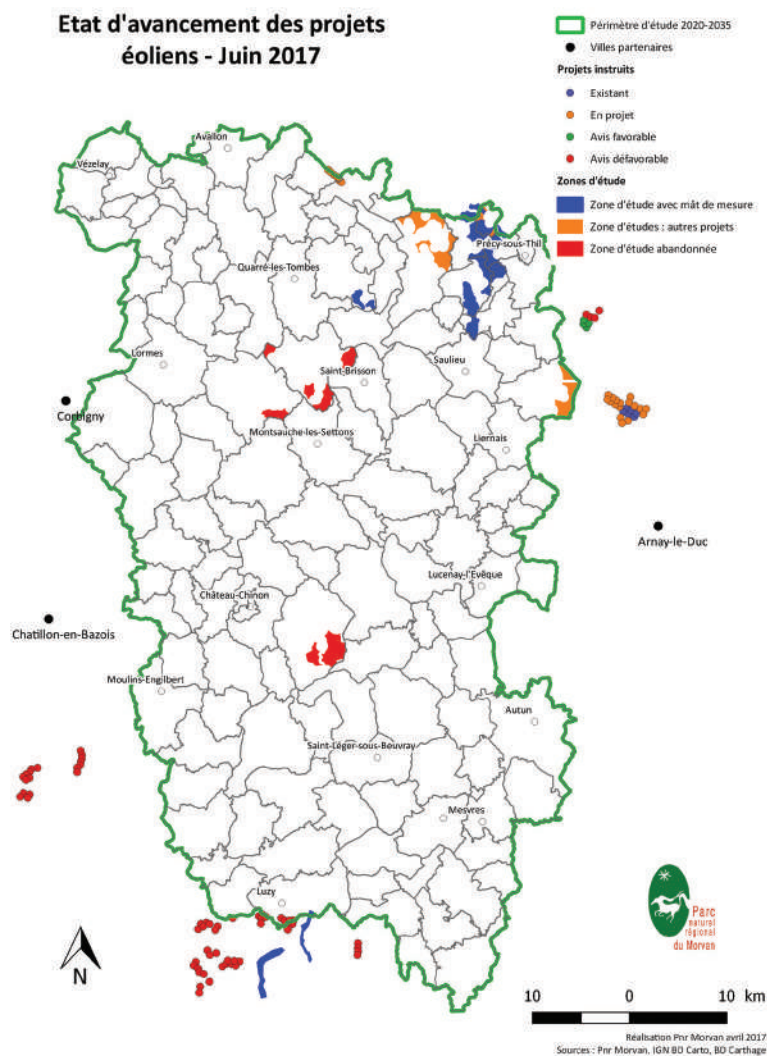 Etat d'avancement des projets
éoliens - Juin 2017
Périmètre d'étude 2020-2035
Villes partenaires
Projets instruits
Existant
En projet
Avis favorable
Avis défavorable
Zones d'étude
Zone d'étude avec mât de mesure
Zone d'études : autres projets
Zone d'étude abandonnée
Avallon
Vézelay
Précy-sous-Thil
Quarré-les-Tombes
Lormes
Saint-Brisson
Saulieu
Corbigny
Montsauche-les-Settons
Liernais
Arnay-le-Duc
Lucenay-l'Evêque
Château-Chinon
Chatillon-en-Bazois
Moulins-Engilbert
Autun
Saint-Léger-sous-Beuvray
Mesvres
Luzy
Parc
naturel
régional
du Morvan
N
10 0 10 km
Réalisation Pnr Morvan avril 2017
Sources : Pnr Morvan, IGN BD Carto, BD Carthage